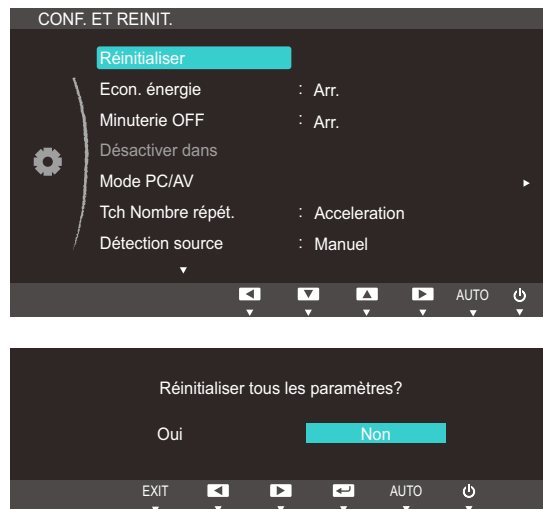 CONF. ET REINIT.
Réinitialiser
Econ. énergie : Arr.
Minuterie OFF : Arr.
Désactiver dans
Mode PC/AV
Tch Nombre répét. : Acceleration
Détection source : Manuel
AUTO
Réinitialiser tous les paramètres?
Oui Non
EXIT AUTO